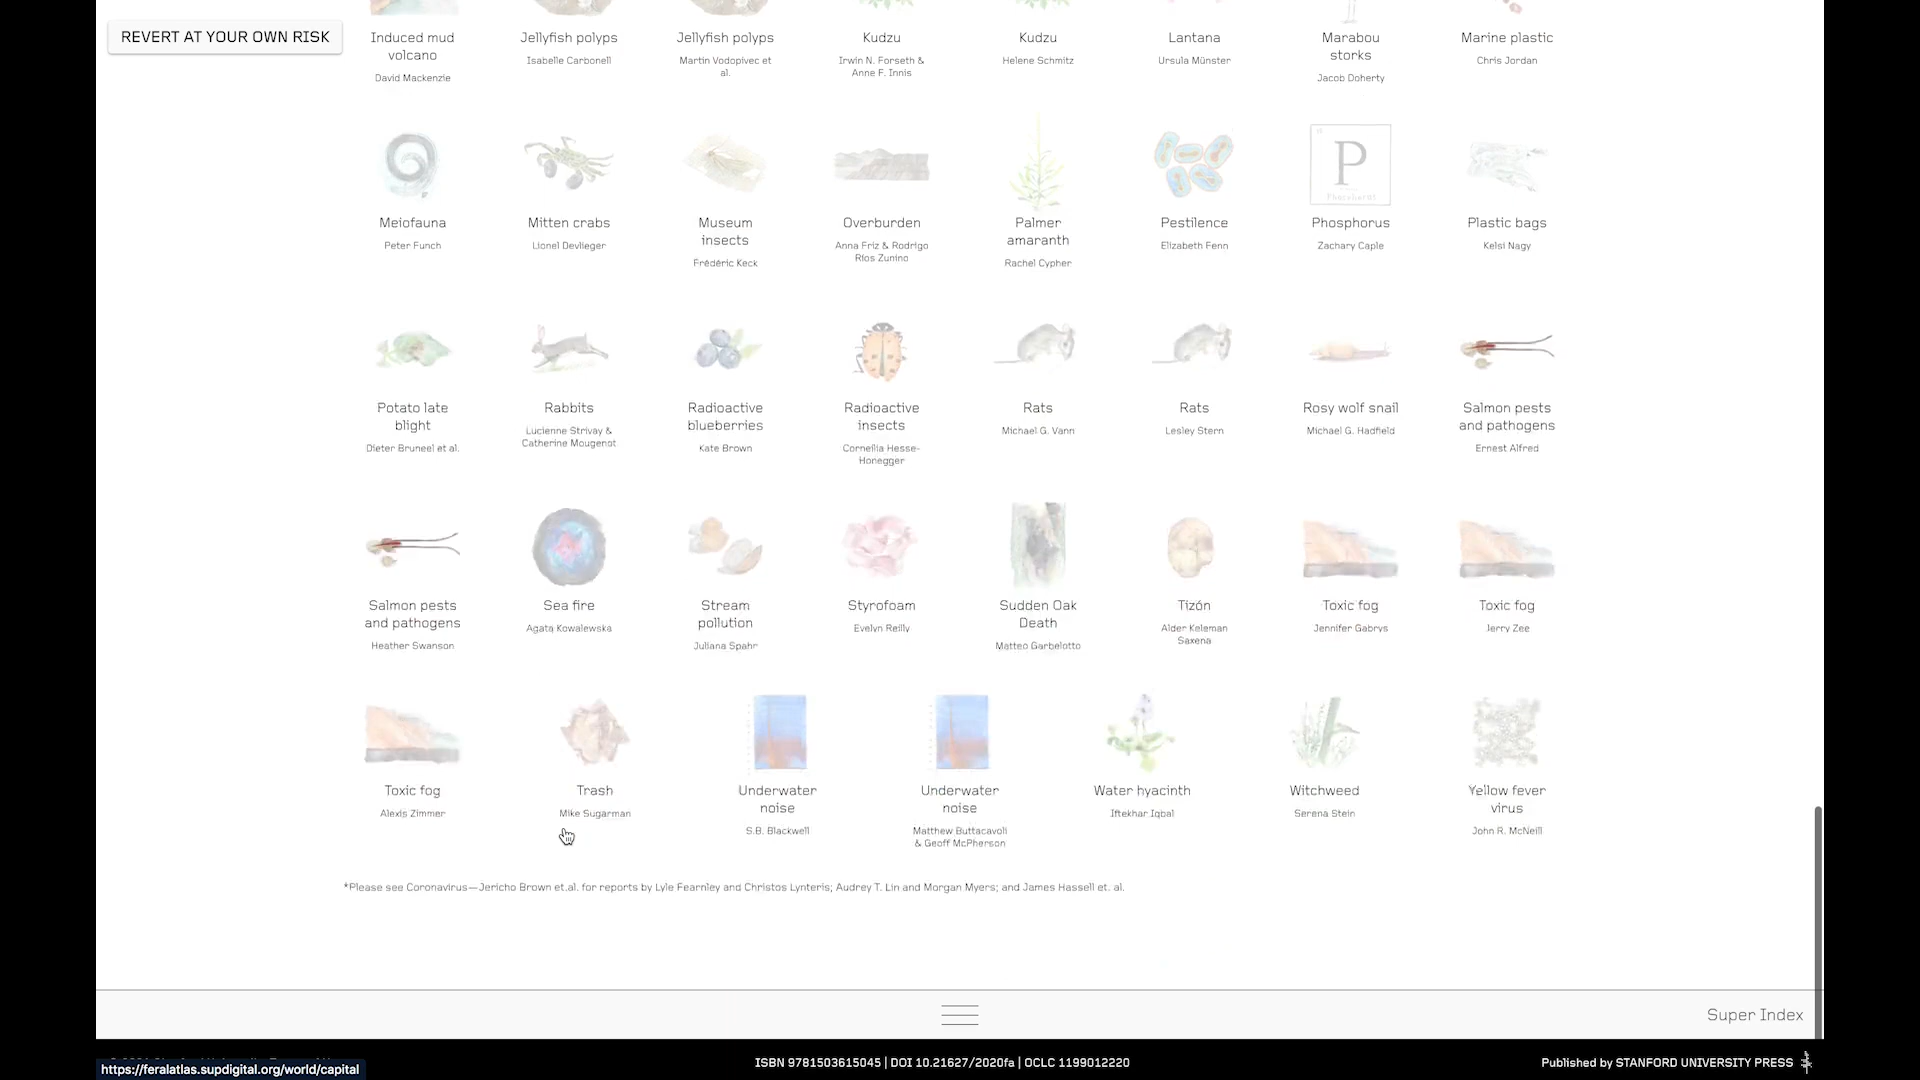 REVERT AT YOUR OWN RISK
Induced mud
volcano
David Mackenzie
Jellyfish polyps
Isabelle Carbonell
Jellyfish polyps
Martin Vodopivec et
al.
Kudzu
Irwin N. Forseth &
Anne F. Innis
Kudzu
Helene Schmitz
Lantana
Ursula Münster
Marabou
storks
Jacob Doherty
Marine plastic
Chris Jordan
Meiofauna
Peter Funch
Mitten crabs
Lionel Devlieger
Museum
insects
Frédéric Keck
Overburden
Anna Friz & Rodrigo
Ríos Zunino
Palmer
amaranth
Rachel Cypher
Pestilence
Elizabeth Fenn
P
Phosphorus
Zachary Caple
Plastic bags
Kelsi Nagy
Potato late
blight
Dieter Bruneel et al.
Rabbits
Lucienne Strivay &
Catherine Mougenot
Radioactive
blueberries
Kate Brown
Radioactive
insects
Cornellia Hesse-
Honegger
Rats
Michael G. Vann
Rats
Lesley Stern
Rosy wolf snail
Michael G. Hadfield
Salmon pests
and pathogens
Ernest Alfred
Salmon pests
and pathogens
Heather Swanson
Sea fire
Agata Kowalewska
Stream
pollution
Juliana Spahr
Styrofoam
Evelyn Reilly
Sudden Oak
Death
Matteo Garbelotto
Tizón
Alder Keleman
Saxena
Toxic fog
Jennifer Gabrys
Toxic fog
Jerry Zee
Toxic fog
Alexis Zimmer
Trash
Mike Sugarman
Underwater
noise
S.B. Blackwell
Underwater
noise
Matthew Buttacavoli
& Geoff McPherson
Water hyacinth
Iftekhar Iqbal
Witchweed
Serena Stein
Yellow fever
virus
John R. McNeill
*Please see Coronavirus—Jericho Brown et.al. for reports by Lyle Fearnley and Christos Lynteris; Audrey T. Lin and Morgan Myers; and James Hassell et. al.
Super Index
https://feralatlas.supdigital.org/world/capital
ISBN 9781503615045 | DOI 10.21627/2020fa | OCLC 1199012220
Published by STANFORD UNIVERSITY PRESS